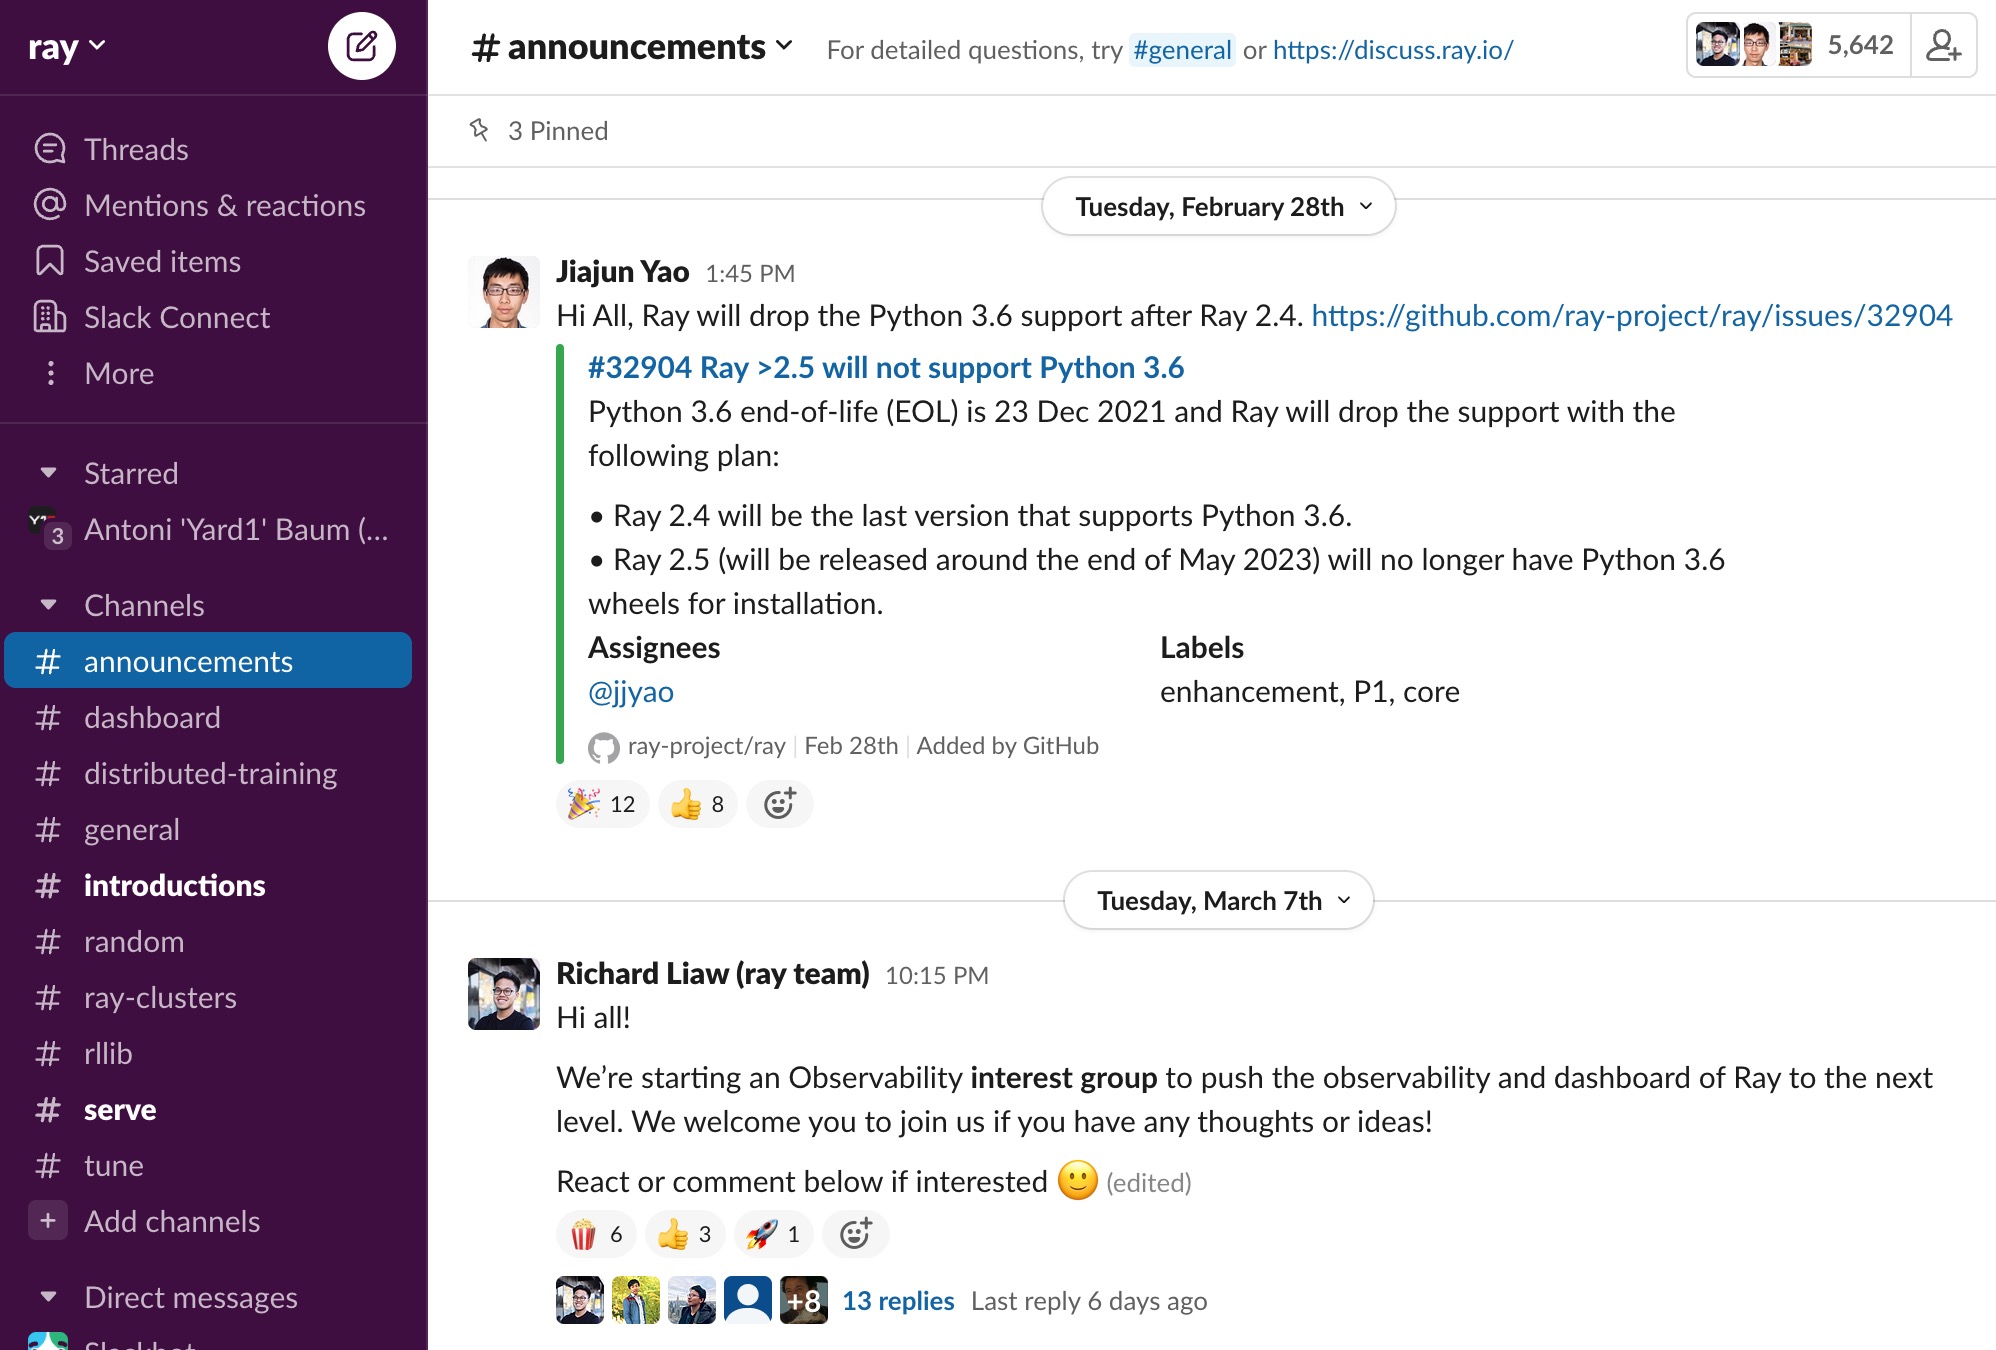 ray
Threads
Mentions & reactions
Saved items
Slack Connect
More
Starred
3 Antoni 'Yard1' Baum (...
Channels
# announcements
# dashboard
# distributed-training
# general
# introductions
# random
# ray-clusters
# rllib
# serve
# tune
+ Add channels
Direct messages
Slackbot
# announcements
For detailed questions, try #general or https://discuss.ray.io/
5,642
3 Pinned
Tuesday, February 28th
Jiajun Yao 1:45 PM
Hi All, Ray will drop the Python 3.6 support after Ray 2.4. https://github.com/ray-project/ray/issues/32904
#32904 Ray >2.5 will not support Python 3.6
Python 3.6 end-of-life (EOL) is 23 Dec 2021 and Ray will drop the support with the
following plan:
• Ray 2.4 will be the last version that supports Python 3.6.
• Ray 2.5 (will be released around the end of May 2023) will no longer have Python 3.6
wheels for installation.
Assignees
@jjyao
Labels
enhancement, P1, core
ray-project/ray | Feb 28th | Added by GitHub
🎉 12 👍 8
Tuesday, March 7th
Richard Liaw (ray team) 10:15 PM
Hi all!
We’re starting an Observability interest group to push the observability and dashboard of Ray to the next
level. We welcome you to join us if you have any thoughts or ideas!
React or comment below if interested 🙂 (edited)
🍿 6 👍 3 🚀 1
+8 13 replies Last reply 6 days ago